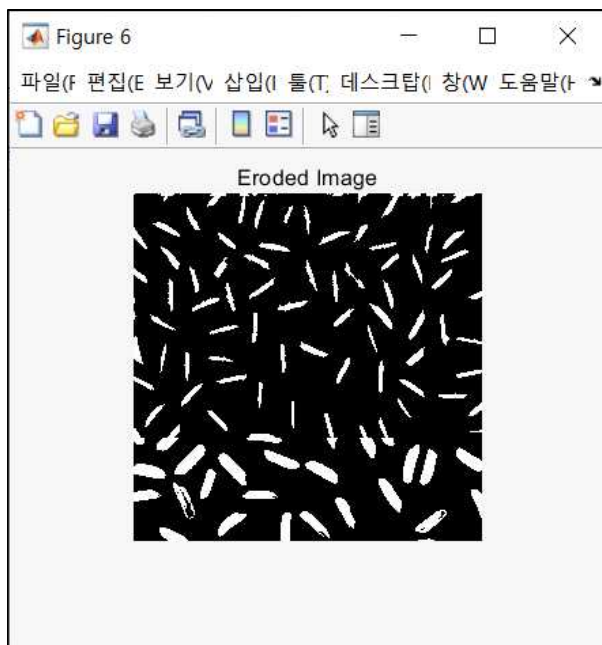 Figure 6
파일(F 편집(E 보기(V 삽입(I 툴(T, 데스크탑(I 창(W 도움말(H
Eroded Image